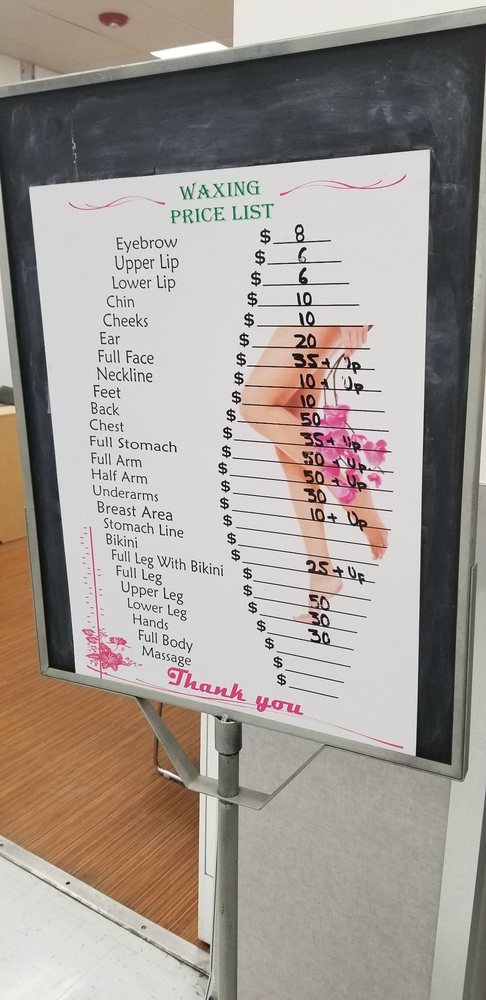 WAXING
PRICE LIST
Eyebrow $ 8
Upper Lip $ 6
Lower Lip $ 6
Chin $ 10
Cheeks $ 10
Ear $ 20
Full Face $ 35 + Up
Neckline $ 10 + Up
Feet $ 10
Back $ 50
Chest $ 35 + Up
Full Stomach $ 50 + Up
Full Arm $ 50 + Up
Half Arm $ 30
Underarms $ 10 + Up
Breast Area $
Stomach Line $
Bikini $ 25 + Up
Full Leg With Bikini $
Full Leg $ 50
Upper Leg $ 30
Lower Leg $ 30
Hands $
Full Body $
Massage $
Thank you